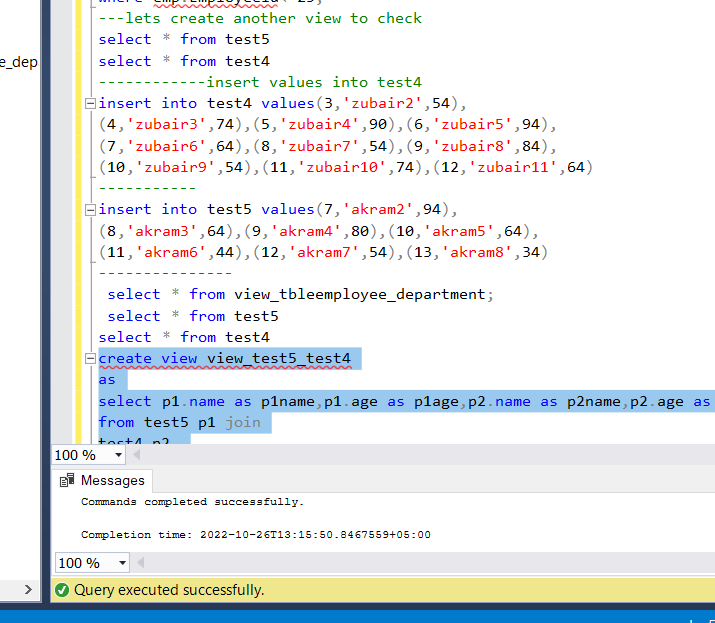 where emp.Employeeid< 25;
---lets create another view to check
select * from test5
e_dep
select * from test4
------------insert values into test4
insert into test4 values(3,'zubair2',54),
(4,'zubair3',74),(5,'zubair4',90),(6,'zubair5',94),
(7,'zubair6',64),(8,'zubair7',54),(9,'zubair8',84),
(10,'zubair9',54),(11,'zubair10',74),(12,'zubair11',64)
-----------
insert into test5 values(7,'akram2',94),
(8,'akram3',64),(9,'akram4',80),(10,'akram5',64),
(11,'akram6',44),(12,'akram7',54),(13,'akram8',34)
---------------
select * from view_tbleemployee_department;
select * from test5
select * from test4
create view view_test5_test4
as
select p1.name as p1name,p1.age as p1age,p2.name as p2name,p2.age as
from test5 p1 join
test4 p2
100 %
Messages
Commands completed successfully.
Completion time: 2022-10-26T13:15:50.8467559+05:00
100 %
Query executed successfully.